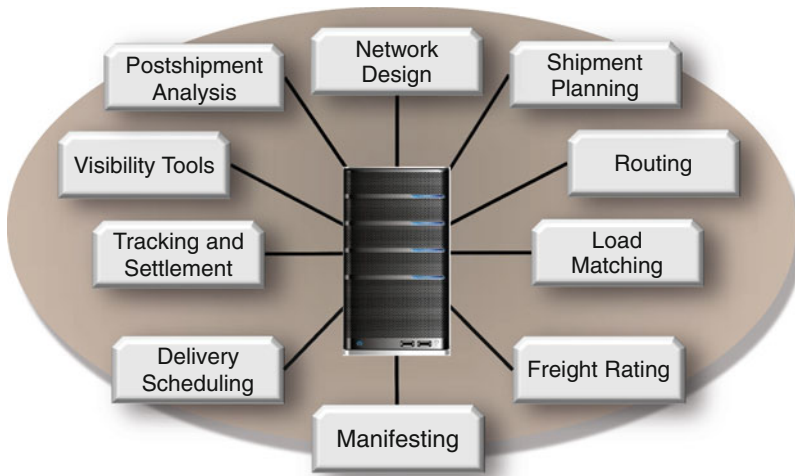 Postshipment
Analysis
Network
Design
Shipment
Planning
Visibility Tools
Routing
Tracking and
Settlement
Load
Matching
Delivery
Scheduling
Freight Rating
Manifesting